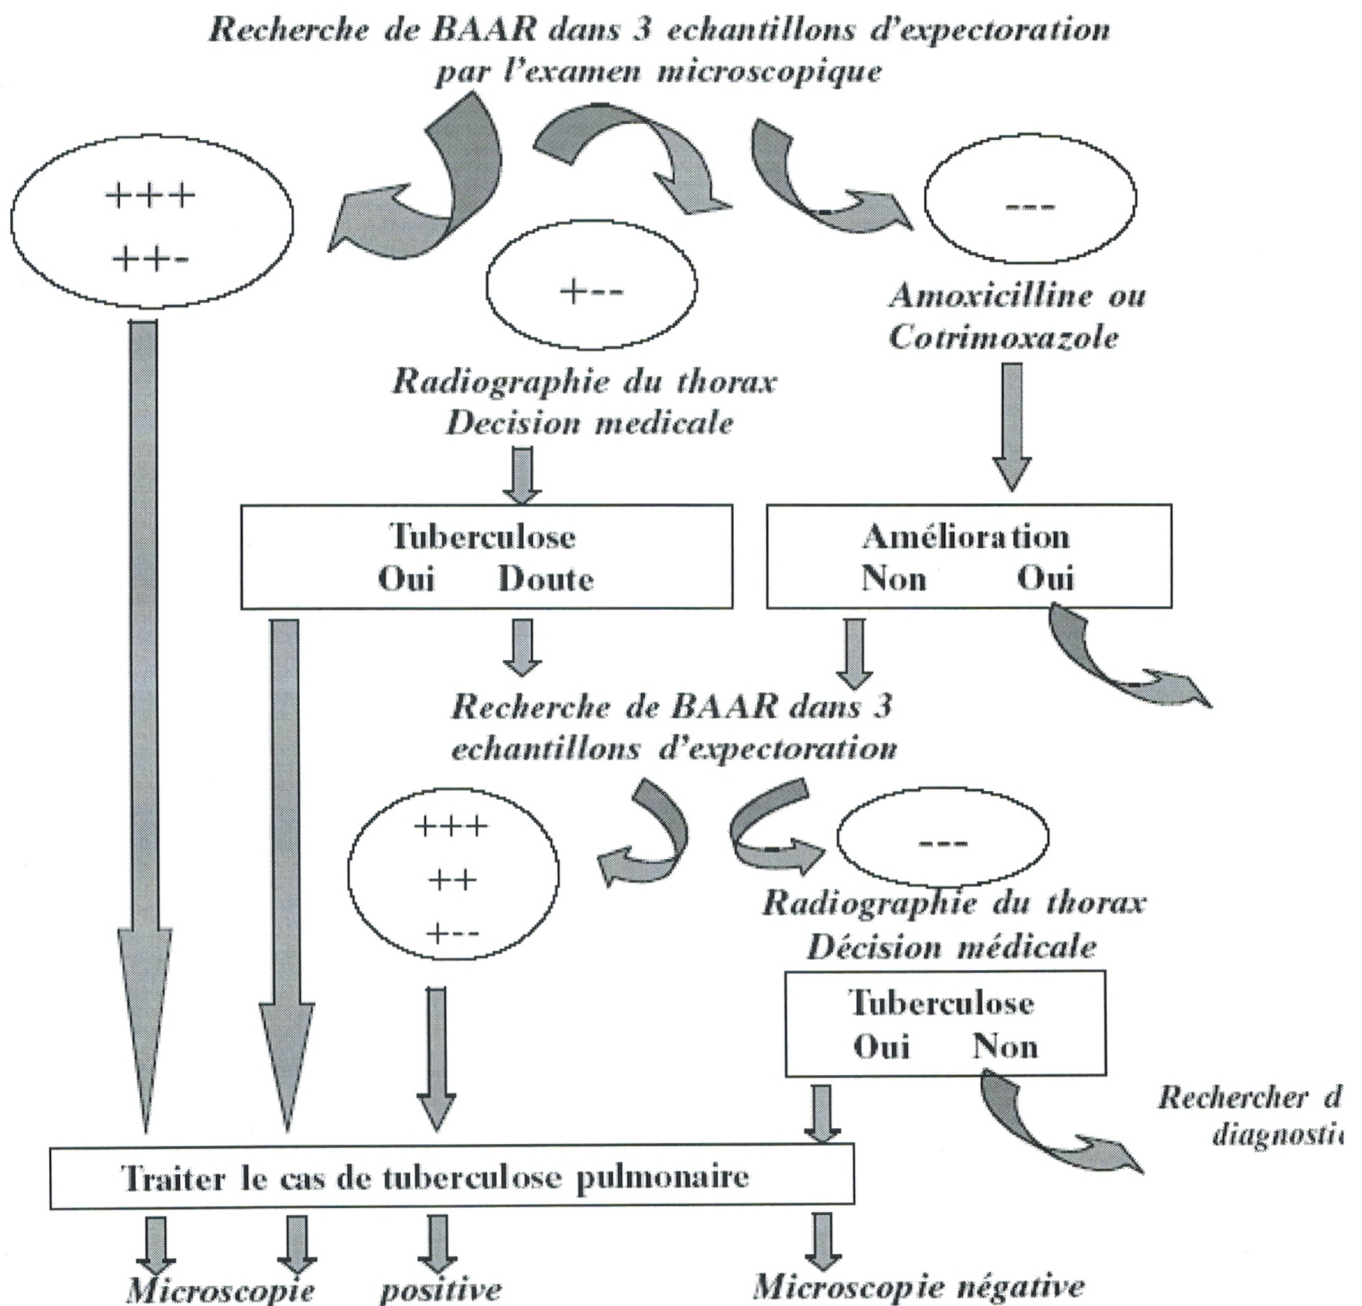 Recherche de BAAR dans 3 echantillons d'expectoration
par l'examen microscopique
+++
++-
+--
---
Amoxicilline ou
Cotrimoxazole
Radiographie du thorax
Decision medicale
Tuberculose
Oui Doute
Amélioration
Non Oui
Recherche de BAAR dans 3
echantillons d'expectoration
+++
++
+--
---
Radiographie du thorax
Décision médicale
Tuberculose
Oui Non
Rechercher
Traiter le cas de tuberculose pulmonaire
Microscopie positive
Microscopie négative